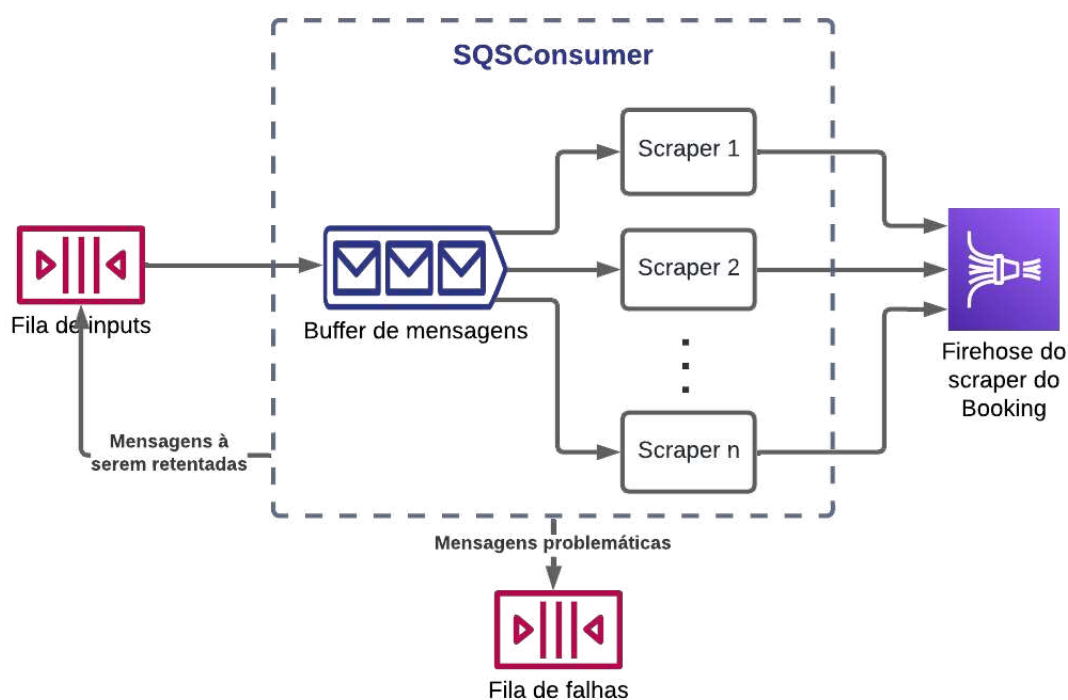 SQSConsumer
Scraper 1
Scraper 2
Scraper n
Fila de inputs
Buffer de mensagens
Firehose do
scraper do
Booking
Mensagens à
serem retentadas
Mensagens problemáticas
Fila de falhas